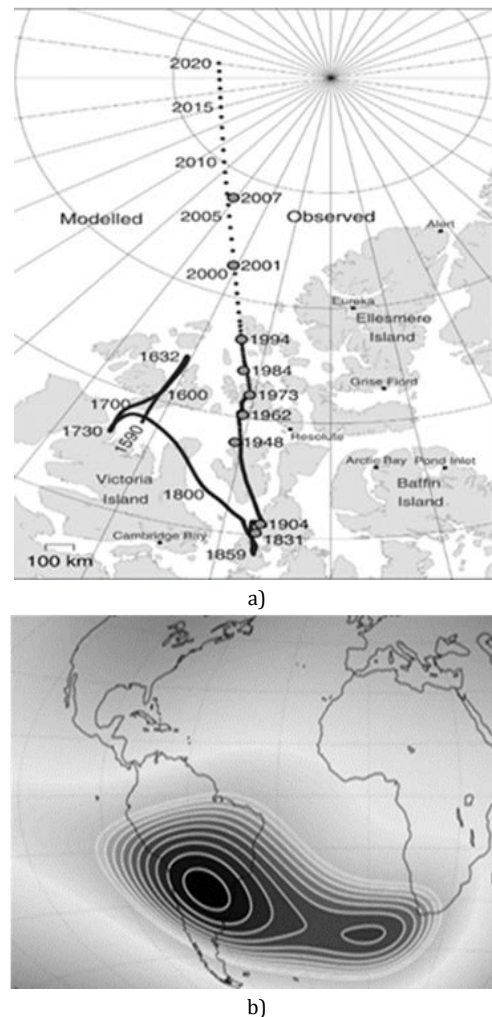 2020
2015
2010
2007
Modelled
2005
Observed
Alert
2001
2000
Eureka
Ellesmere
Island
1994
1632
1984
Grise Fiord
1600
1973
1700
1962
1730
1590
Resolute
1948
Arctic Bay
Pond Inlet
Victoria
Island
1800
Baffin
Island
1904
Cambridge Bay
1831
1859
100 km
a)
b)